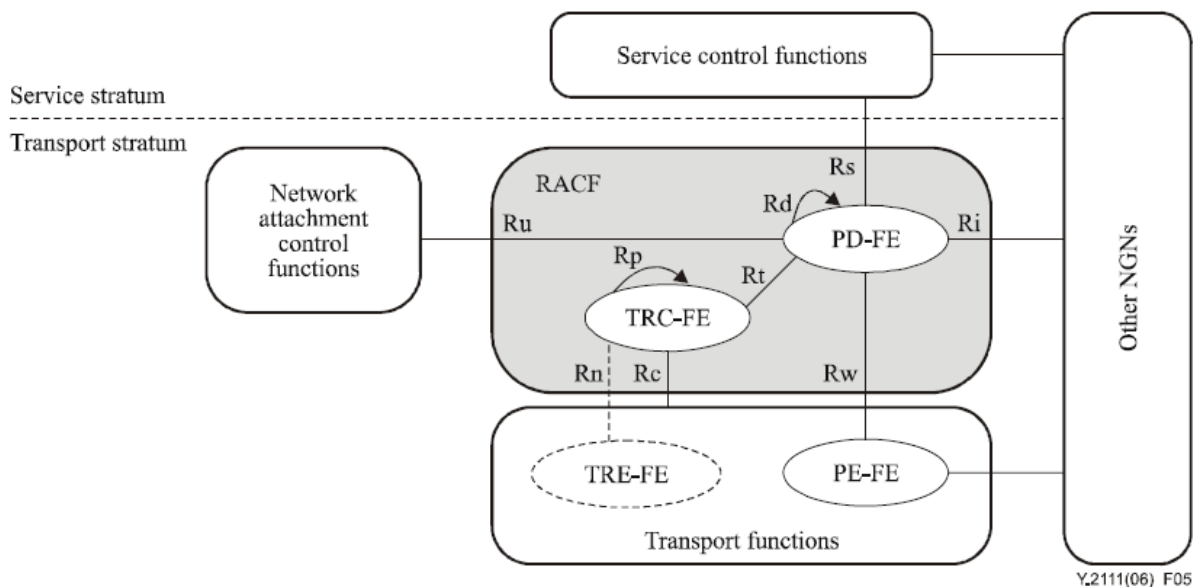 Service control functions
Service stratum
Transport stratum
Network
attachment
control
functions
RACF
Rs
Rd
Ru
PD-FE
Ri
Rp
Rt
TRC-FE
Rn
Rc
Rw
TRE-FE
PE-FE
Transport functions
Other NGNs
Y.2111(06)_F05